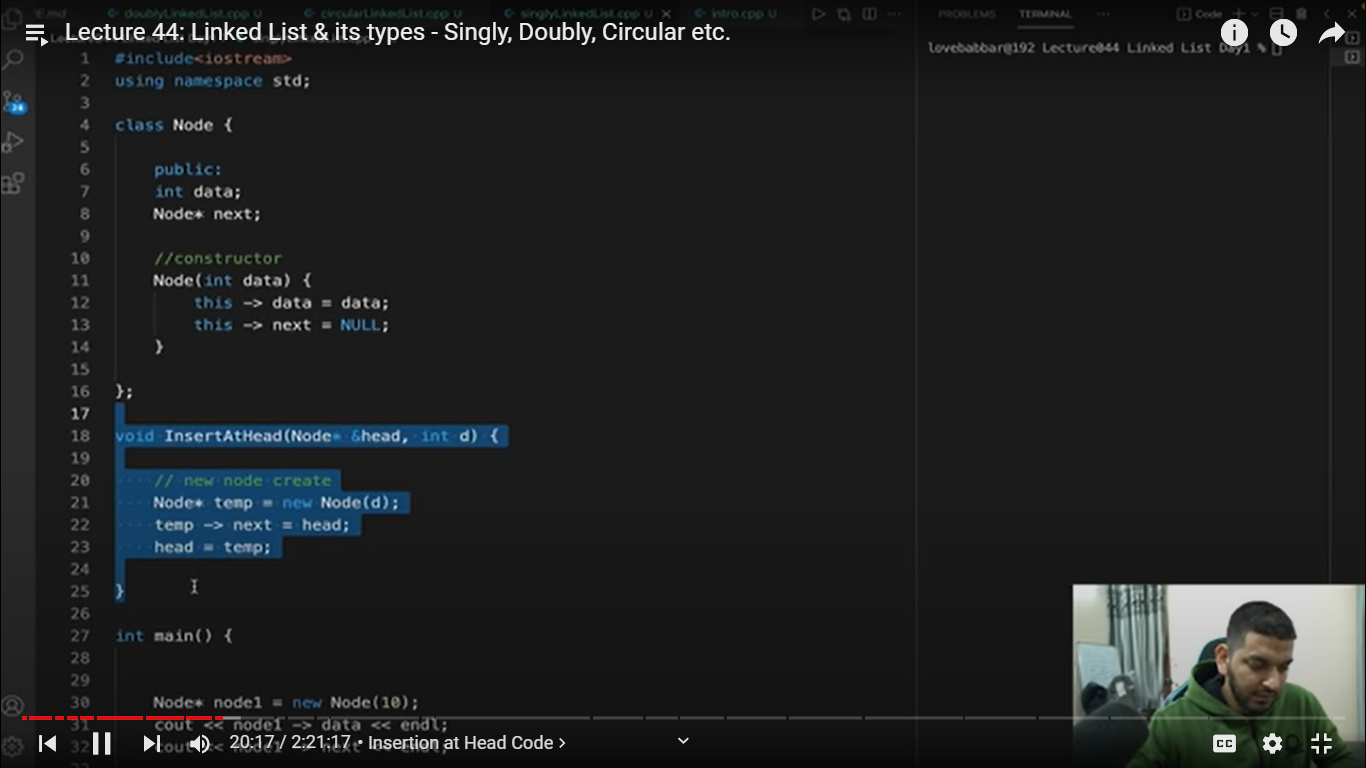 doublyLinkedList.cpp U
circularLinkedList.cpp U
singlyLinkedList.cpp U
intro.cpp U
PROBLEMS
TERMINAL
Code
Lecture 44: Linked List & its types - Singly, Doubly, Circular etc.
lovebabbar@192 Lecture044 Linked List Day1 %
1 #include<iostream>
2 using namespace std;
3
4 class Node {
5
6 public:
7 int data;
8 Node* next;
9
10 //constructor
11 Node(int data) {
12 this -> data = data;
13 this -> next = NULL;
14 }
15
16 };
17
18 void InsertAtHead(Node* &head, int d) {
19
20 // new node create
21 Node* temp = new Node(d);
22 temp -> next = head;
23 head = temp;
24
25 }
26
27 int main() {
28
29
30 Node* node1 = new Node(10);
31 cout << node1 -> data << endl;
32 cout << node1 -> next << endl;
20:17 / 2:21:17 • Insertion at Head Code >
CC